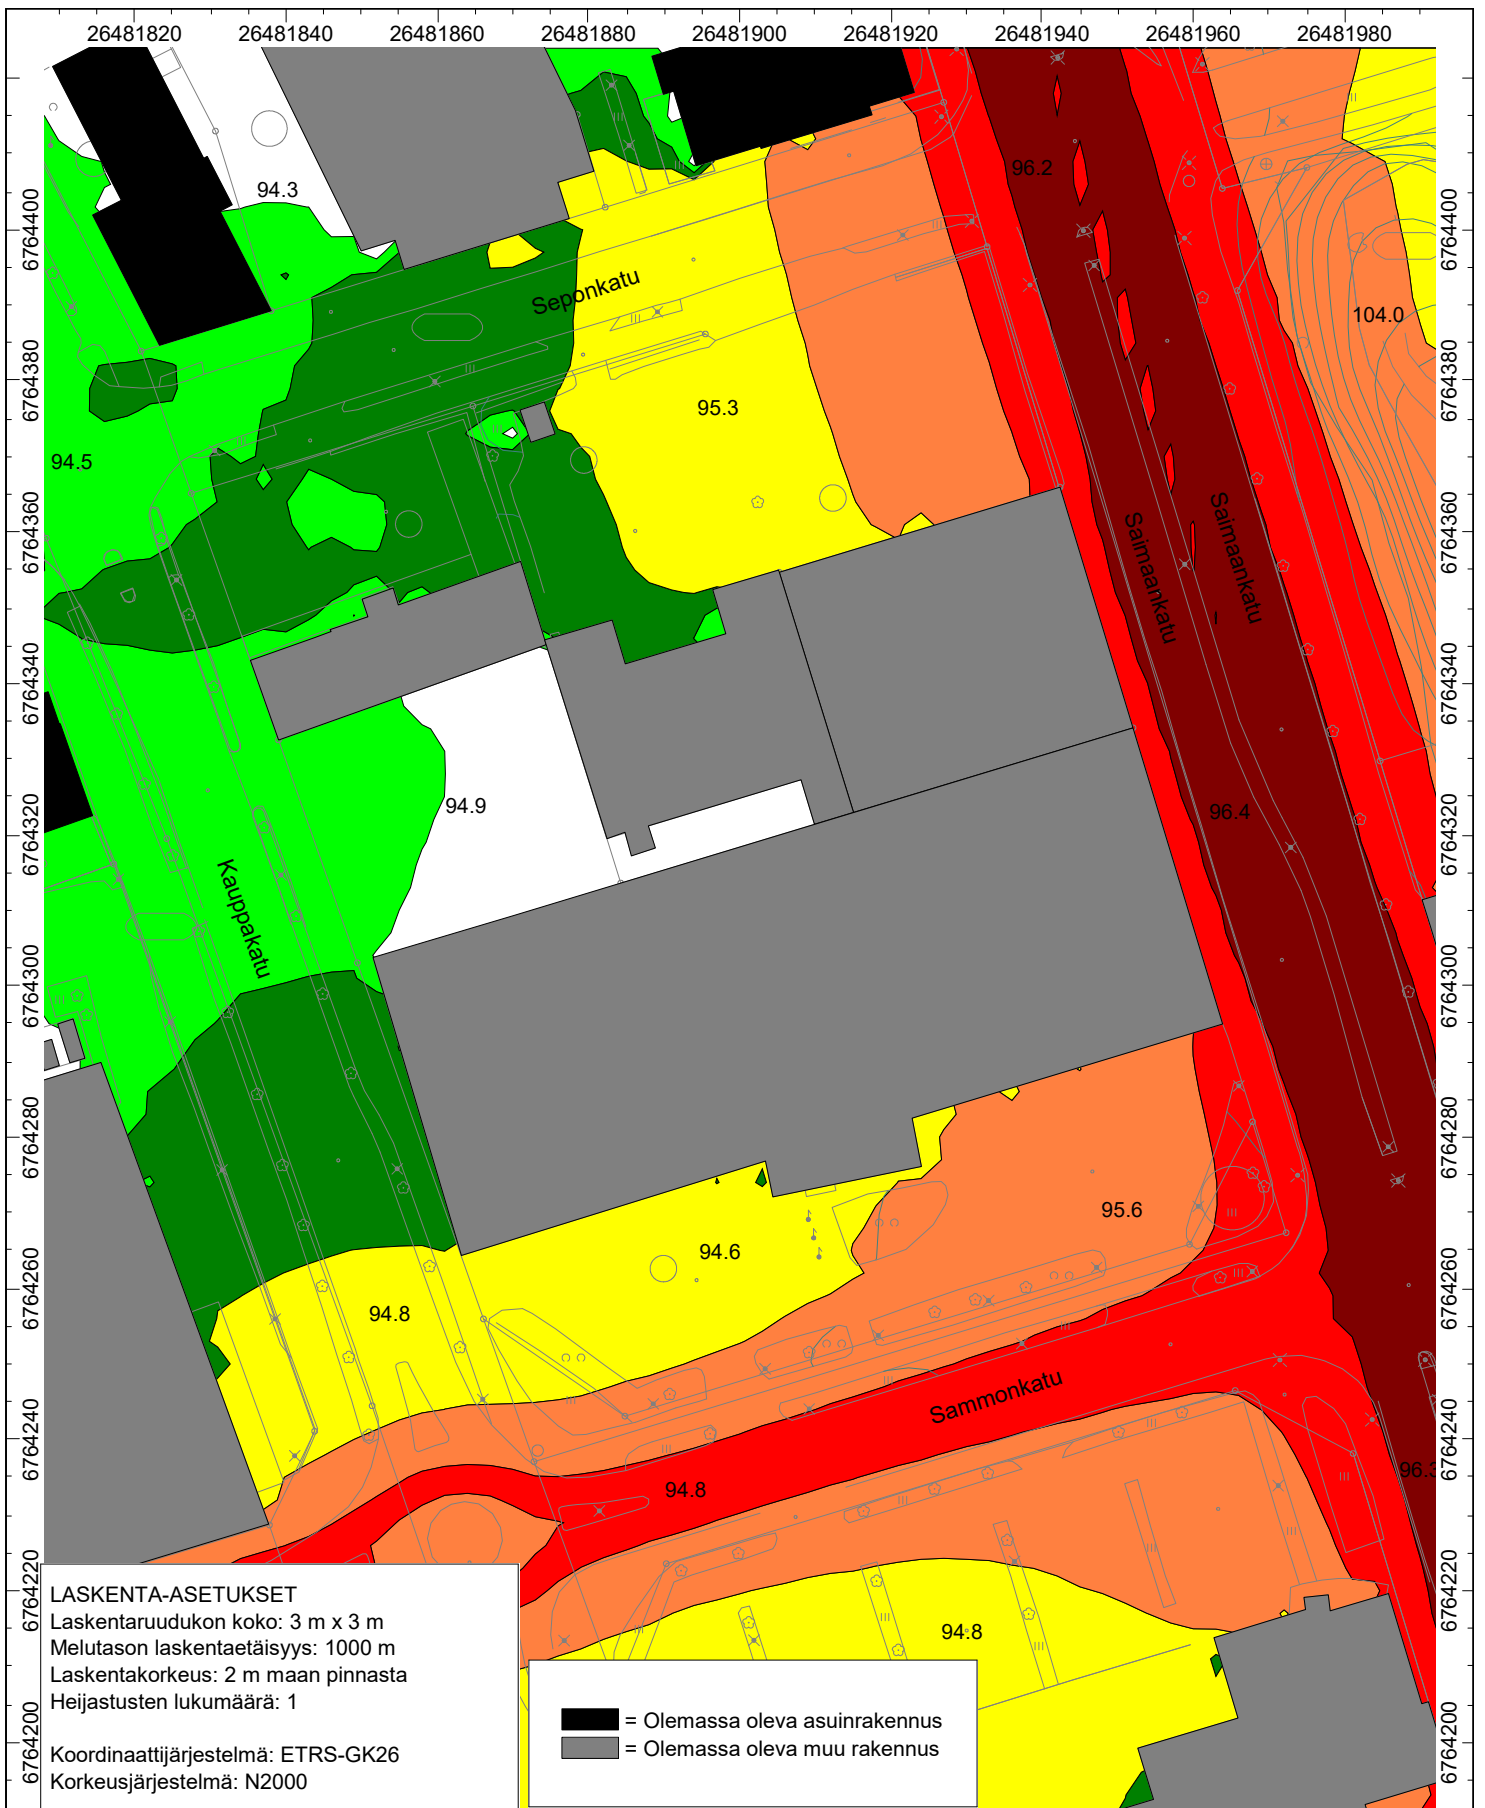 26481820 26481840 26481860 26481880 26481900 26481920 26481940 26481960 26481980
6764400 6764400
6764380 6764380
6764360 6764360
6764340 6764340
6764320 6764320
6764300 6764300
6764280 6764280
6764260 6764260
6764240 6764240
6764220 6764220
6764200 6764200
96.2
94.3
Seponkatu
104.0
95.3
94.5
Saimaankatu
Saimaankatu
94.9
96.4
Kauppakatu
95.6
94.6
94.8
Sammonkatu
94.8
94.8
LASKENTA-ASETUKSET
Laskentaruudukon koko: 3 m x 3 m
Melutason laskentaetäisyys: 1000 m
Laskentakorkeus: 2 m maan pinnasta
Heijastusten lukumäärä: 1
Koordinaattijärjestelmä: ETRS-GK26
Korkeusjärjestelmä: N2000
= Olemassa oleva asuinrakennus
= Olemassa oleva muu rakennus